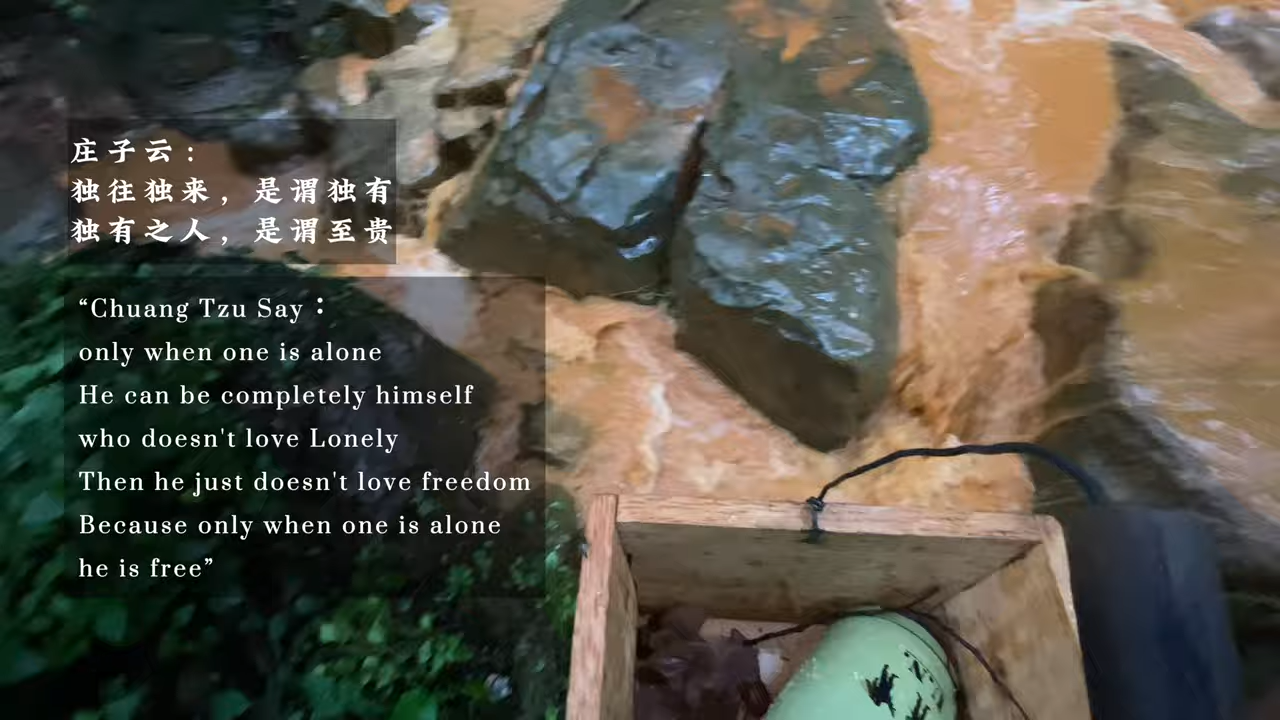 庄子云：
独往独来，是谓独有
独有之人，是谓至贵
“Chuang Tzu Say：
only when one is alone
He can be completely himself
who doesn't love Lonely
Then he just doesn't love freedom
Because only when one is alone
he is free”